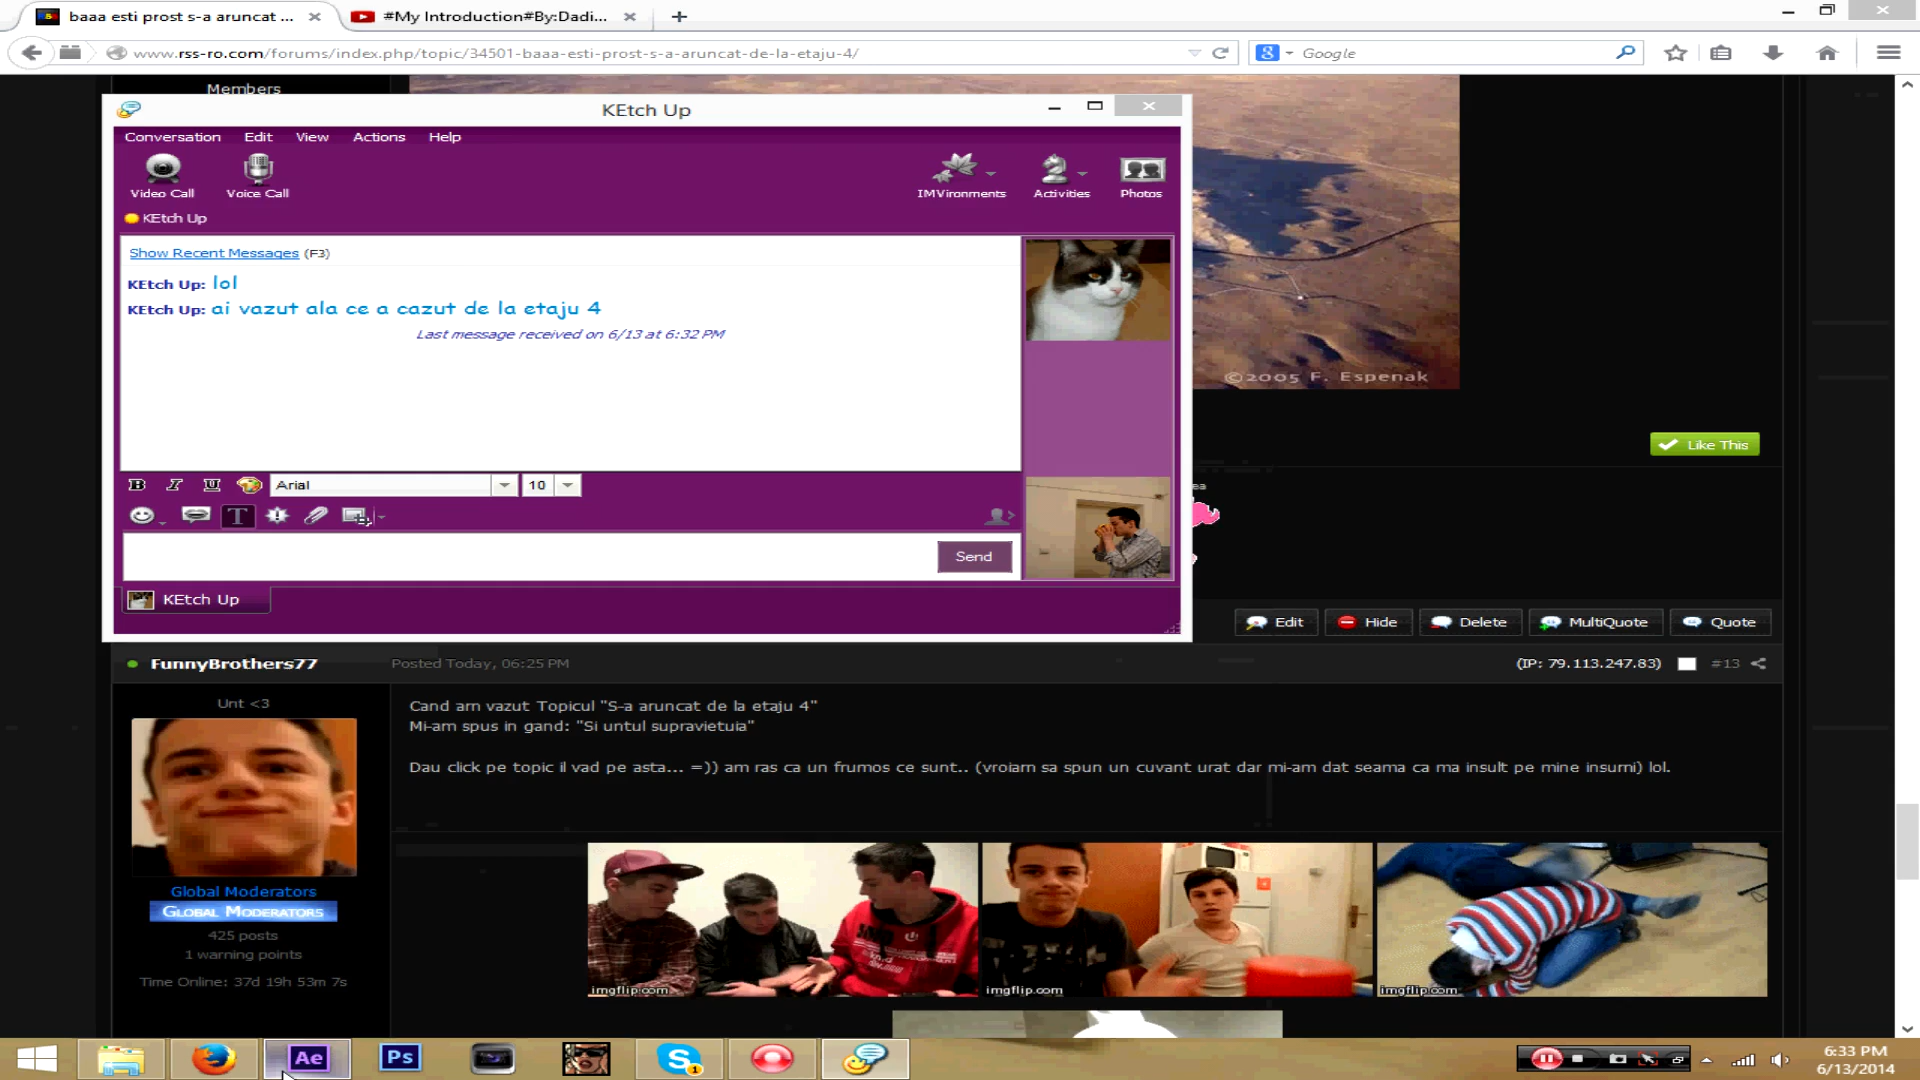 baaa esti prost s-a aruncat ...
#My Introduction#By:Dadi...
www.rss-ro.com/forums/index.php/topic/34501-baaa-esti-prost-s-a-aruncat-de-la-etaju-4/
Google
Members
KEtch Up
Conversation Edit View Actions Help
Video Call Voice Call IMVironments Activities Photos
KEtch Up
Show Recent Messages (F3)
KEtch Up: lol
KEtch Up: ai vazut ala ce a cazut de la etaju 4
Last message received on 6/13 at 6:32 PM
©2005 F. Espenak
Like This
B I U Arial 10
ea
T
Send
KEtch Up
Edit Hide Delete MultiQuote Quote
FunnyBrothers77 Posted Today, 06:25 PM (IP: 79.113.247.83) #13
Unt <3
Cand am vazut Topicul "S-a aruncat de la etaju 4"
Mi-am spus in gand: "Si untul supravietuia"
Dau click pe topic il vad pe asta... =)) am ras ca un frumos ce sunt.. (vroiam sa spun un cuvant urat dar mi-am dat seama ca ma insult pe mine insumi) lol.
Global Moderators
GLOBAL MODERATORS
425 posts
1 warning points
Time Online: 37d 19h 53m 7s
imgflip.com imgflip.com imgflip.com
Ae Ps S 1
6:33 PM
6/13/2014